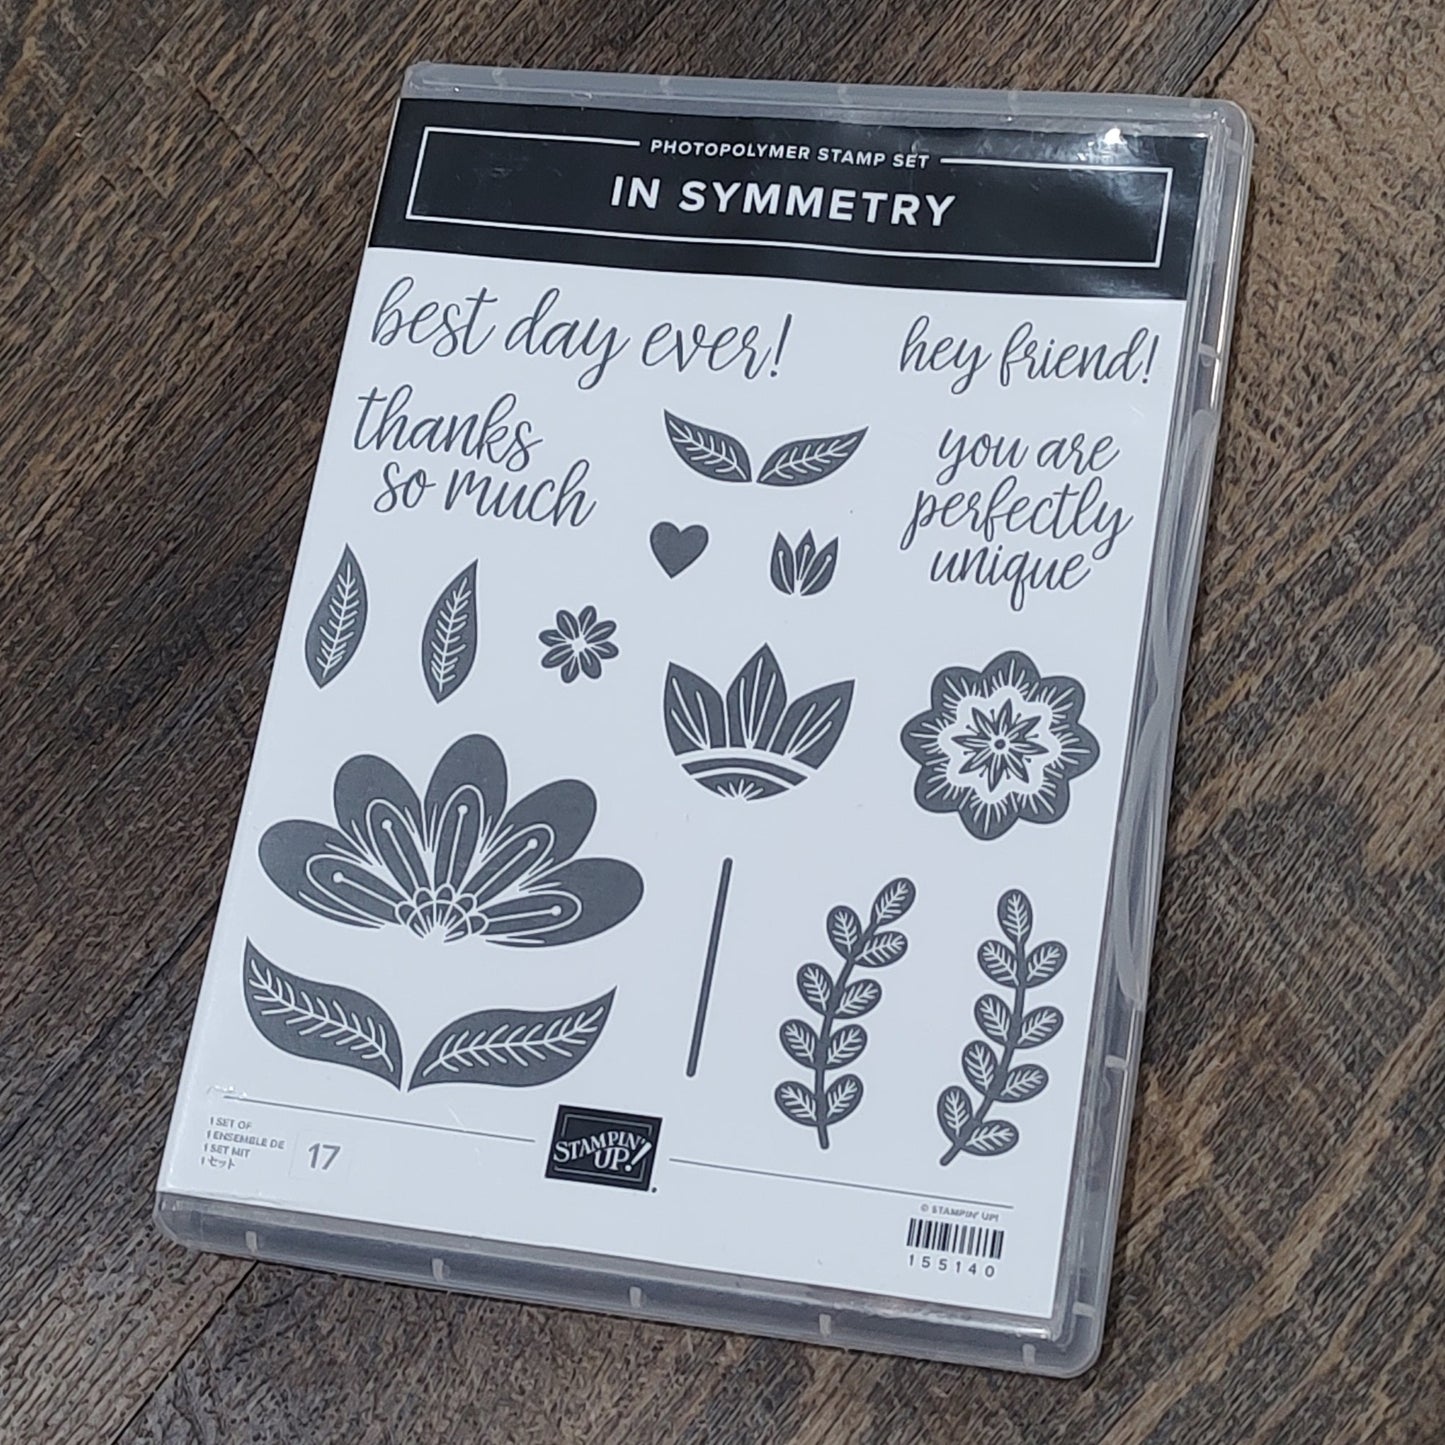 PHOTOPOLYMER STAMP SET
IN SYMMETRY
best day ever!
hey friend!
thanks
so much
you are
perfectly
unique
1 SET OF
1 ENSEMBLE DE
1 SET MIT
1 セット
17
STAMPIN'
UP!
© STAMPIN' UP!
155140